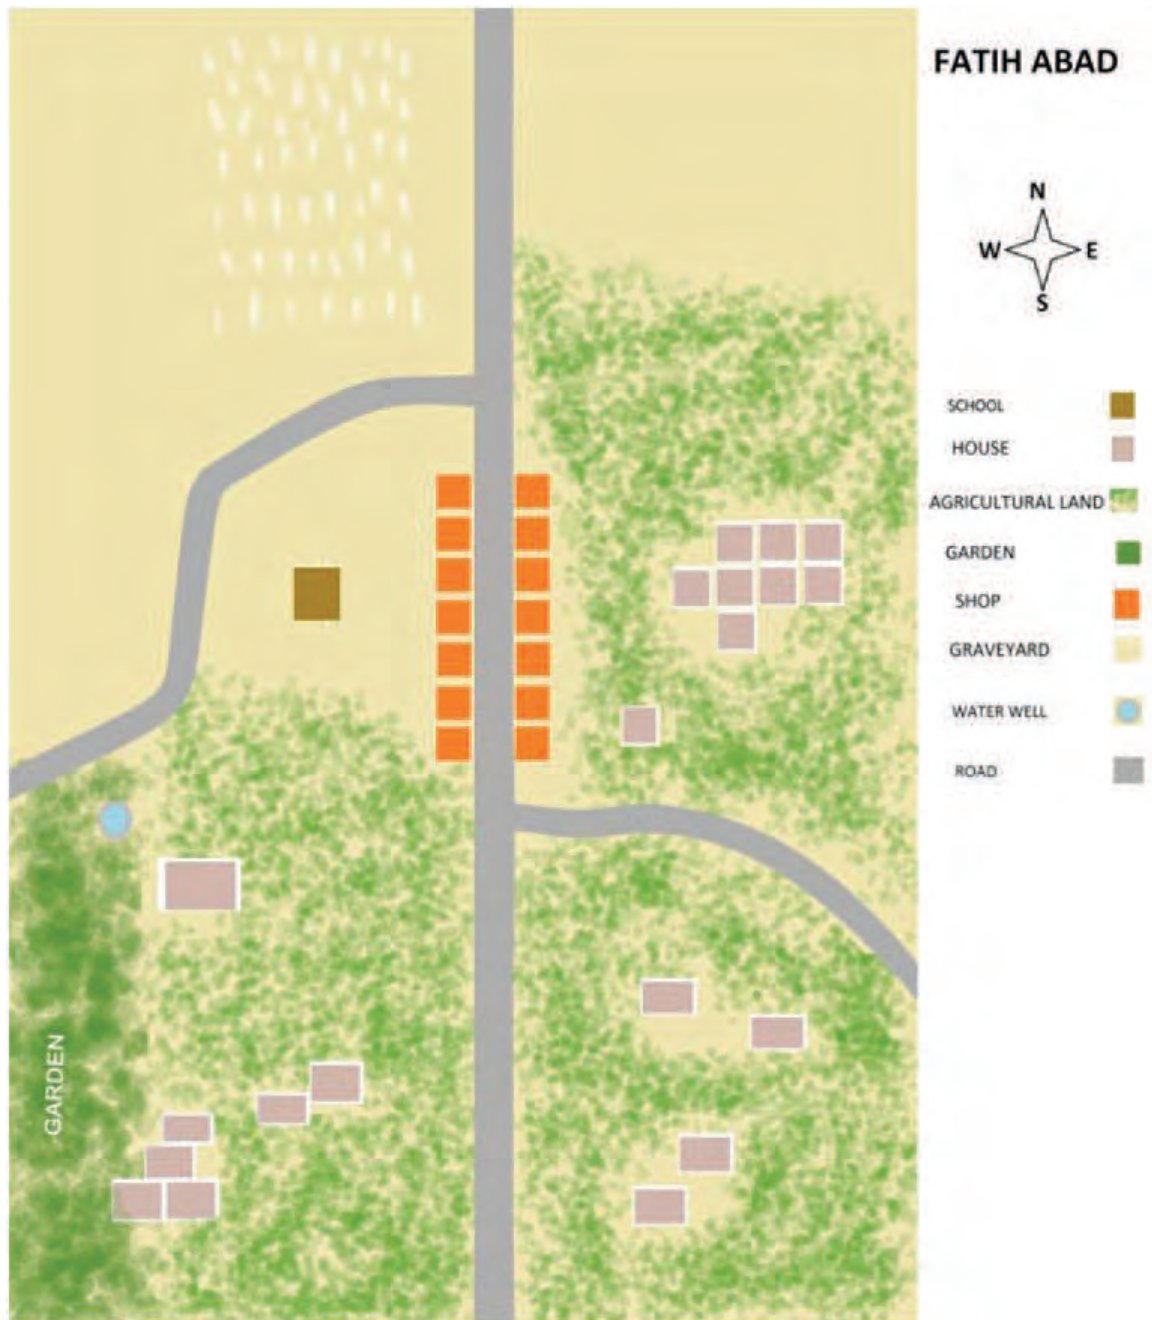 FATIH ABAD
N
W E
S
SCHOOL
HOUSE
AGRICULTURAL LAND
GARDEN
SHOP
GRAVEYARD
WATER WELL
ROAD
GARDEN